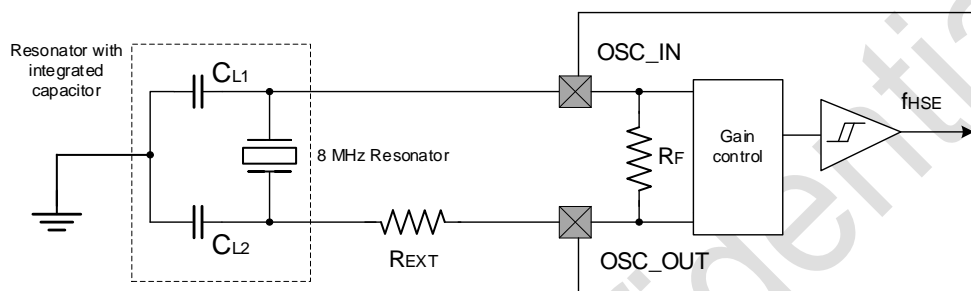 Resonator with
integrated
capacitor
CL1
OSC_IN
fHSE
8 MHz Resonator
RF
Gain
control
CL2
REXT
OSC_OUT